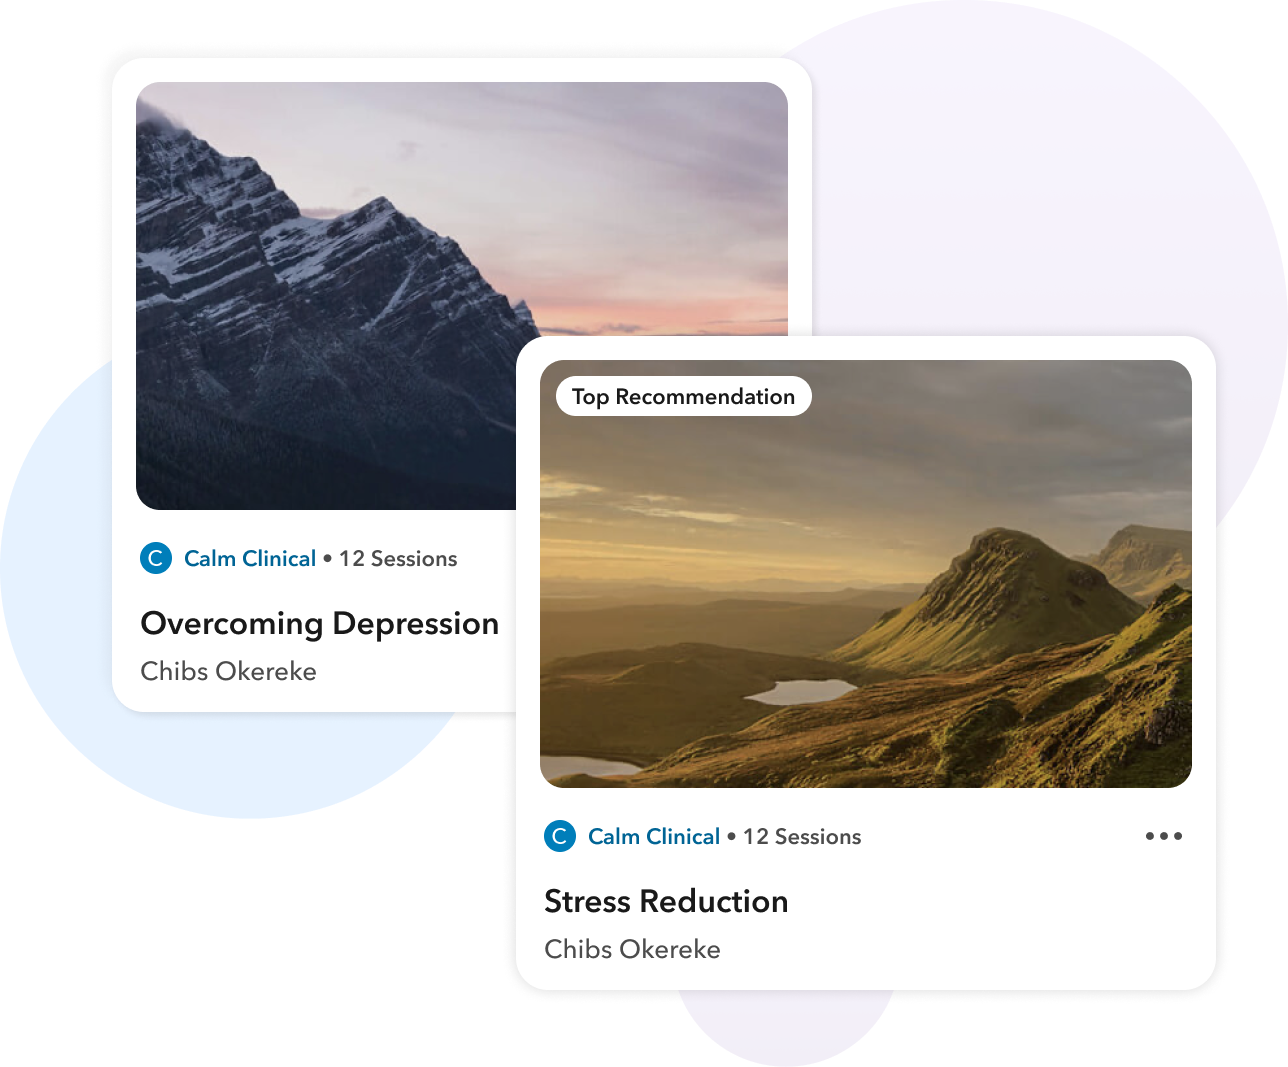 C Calm Clinical • 12 Sessions
Overcoming Depression
Chibs Okereke
Top Recommendation
C Calm Clinical • 12 Sessions
Stress Reduction
Chibs Okereke